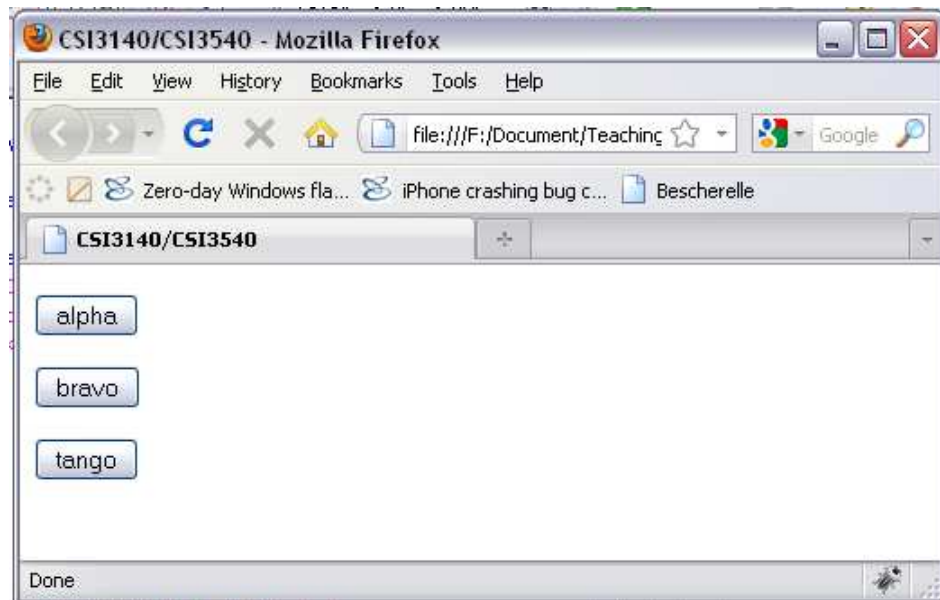 CSI3140/CSI3540 - Mozilla Firefox
File Edit View History Bookmarks Tools Help
file:///F:/Document/Teaching Google
Zero-day Windows fla... iPhone crashing bug c... Bescherelle
CSI3140/CSI3540
alpha
bravo
tango
Done